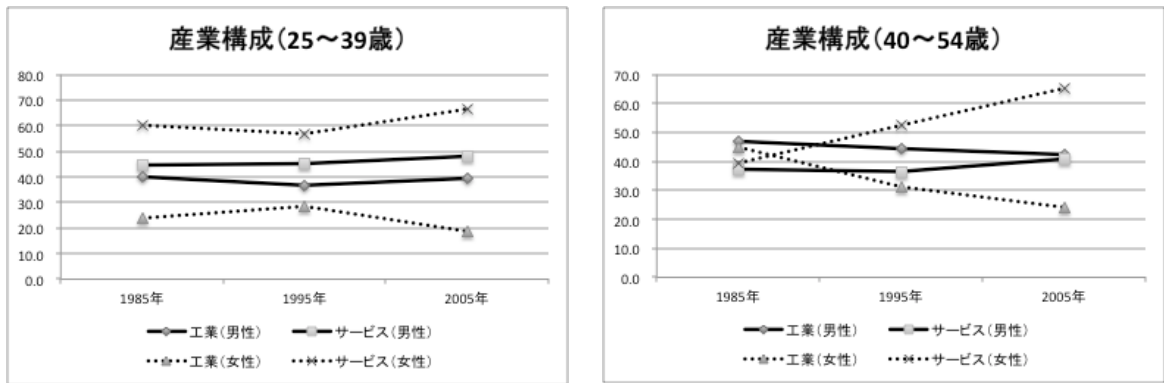 産業構成(25〜39歳)
80.0
70.0
60.0
50.0
40.0
30.0
20.0
10.0
0.0
1985年
1995年
2005年
工業(男性)
サービス(男性)
工業(女性)
サービス(女性)
産業構成(40〜54歳)
70.0
60.0
50.0
40.0
30.0
20.0
10.0
0.0
1985年
1995年
2005年
工業(男性)
サービス(男性)
工業(女性)
サービス(女性)